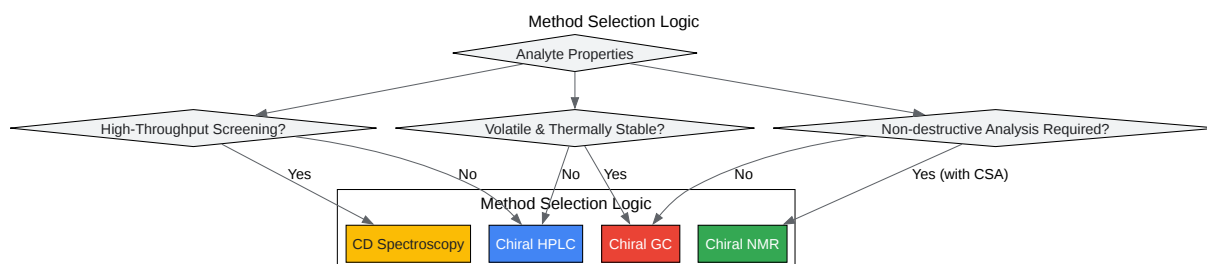 Method Selection Logic
Analyte Properties
High-Throughput Screening?
Volatile & Thermally Stable?
Non-destructive Analysis Required?
Yes
No
No
Yes
No
Yes (with CSA)
Method Selection Logic
CD Spectroscopy
Chiral HPLC
Chiral GC
Chiral NMR